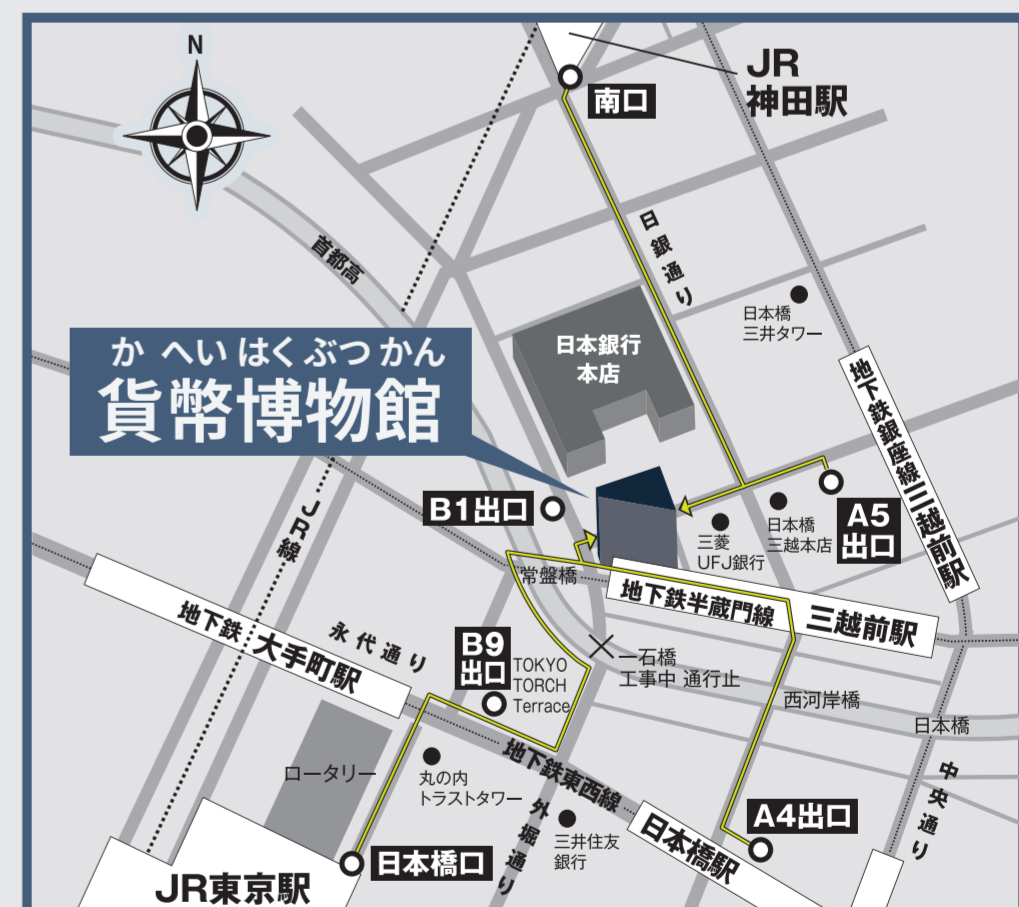 N
JR
神田駅
南口
日銀通り
首都高
日本橋
三井タワー
日本銀行
本店
か へい はく ぶつ かん
貨幣博物館
地下鉄銀座線 三越前駅
B1出口
A5
出口
日本橋
三越本店
三菱
UFJ銀行
JR線
常盤橋
地下鉄半蔵門線 三越前駅
地下鉄 大手町駅
永代通り
B9
出口
TOKYO
TORCH
Terrace
一石橋
工事中 通行止
西河岸橋
日本橋
ロータリー
丸の内
トラストタワー
地下鉄東西線 日本橋駅
外堀通り
三井住友
銀行
A4出口
中央通り
日本橋口
JR東京駅